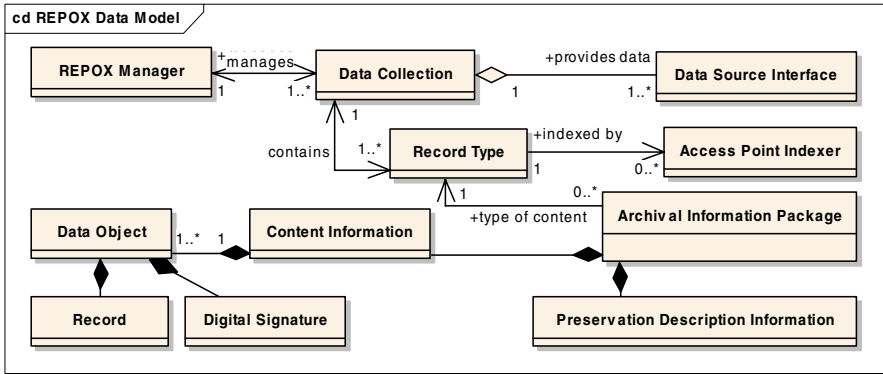 cd REPOX Data Model
REPOX Manager
manages
1
1..*
Data Collection
+provides data
1
1..*
Data Source Interface
1
contains
1..*
Record Type
+indexed by
1
0..*
Access Point Indexer
1
0..*
+type of content
Archival Information Package
Data Object
1..*
1
Content Information
Record
Digital Signature
Preservation Description Information